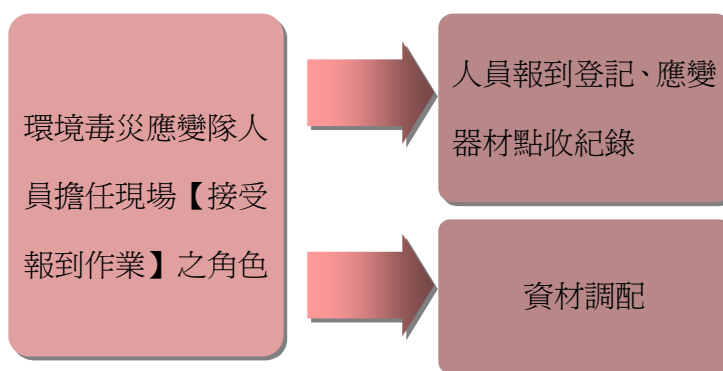 環境毒災應變隊人
員擔任現場【接受
報到作業】之角色
人員報到登記、應變
器材點收紀錄
資材調配